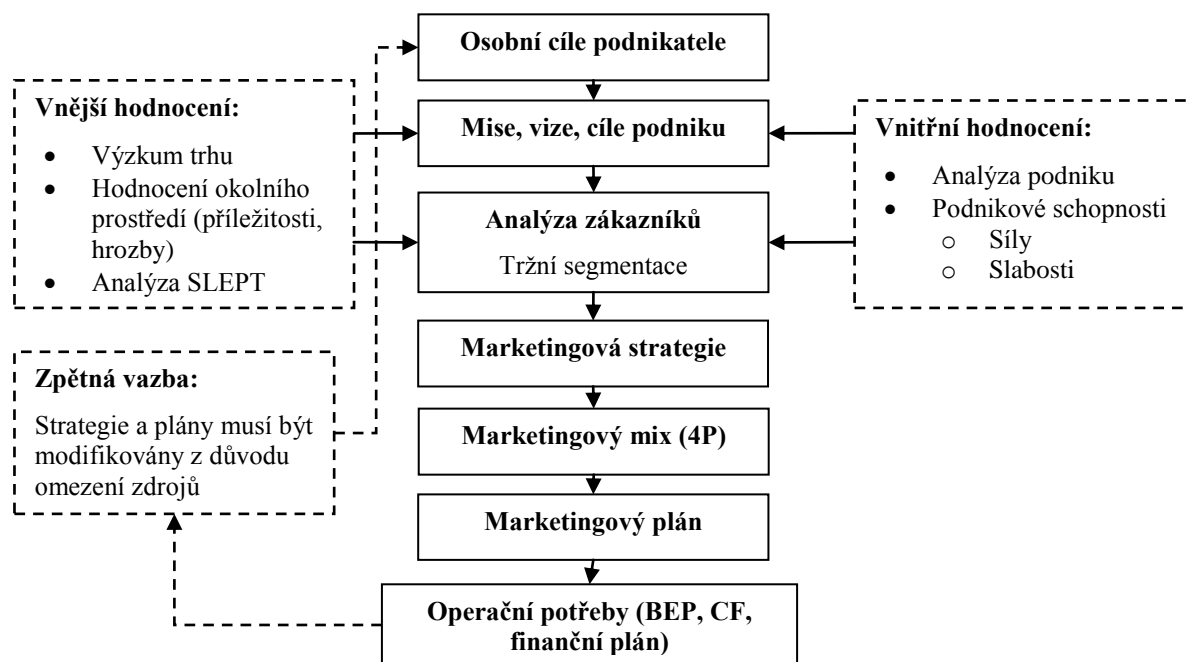 Osobní cíle podnikatele
Vnější hodnocení:
• Výzkum trhu
• Hodnocení okolního
prostředí (příležitosti,
hrozby)
• Analýza SLEPT
Mise, vize, cíle podniku
Vnitřní hodnocení:
• Analýza podniku
• Podnikové schopnosti
o Síly
o Slabosti
Analýza zákazníků
Tržní segmentace
Marketingová strategie
Zpětná vazba:
Strategie a plány musí být
modifikovány z důvodu
omezení zdrojů
Marketingový mix (4P)
Marketingový plán
Operační potřeby (BEP, CF,
finanční plán)